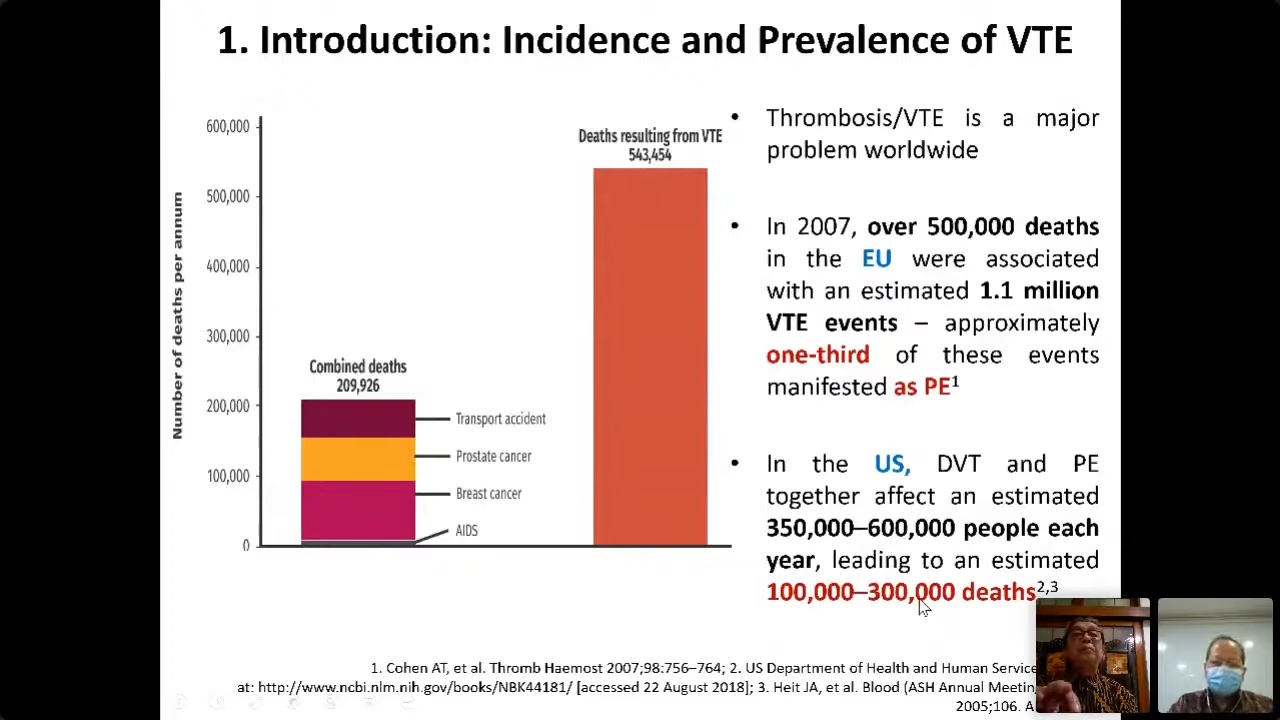 1. Introduction: Incidence and Prevalence of VTE
Number of deaths per annum
600,000
500,000
400,000
300,000
200,000
100,000
0
Combined deaths
209,926
Transport accident
Prostate cancer
Breast cancer
AIDS
Deaths resulting from VTE
543,454
• Thrombosis/VTE is a major
problem worldwide
• In 2007, over 500,000 deaths
in the EU were associated
with an estimated 1.1 million
VTE events – approximately
one-third of these events
manifested as PE¹
• In the US, DVT and PE
together affect an estimated
350,000–600,000 people each
year, leading to an estimated
100,000–300,000 deaths²,³
1. Cohen AT, et al. Thromb Haemost 2007;98:756–764; 2. US Department of Health and Human Service
at: http://www.ncbi.nlm.nih.gov/books/NBK44181/ [accessed 22 August 2018]; 3. Heit JA, et al. Blood (ASH Annual Meeting
2005;106. A